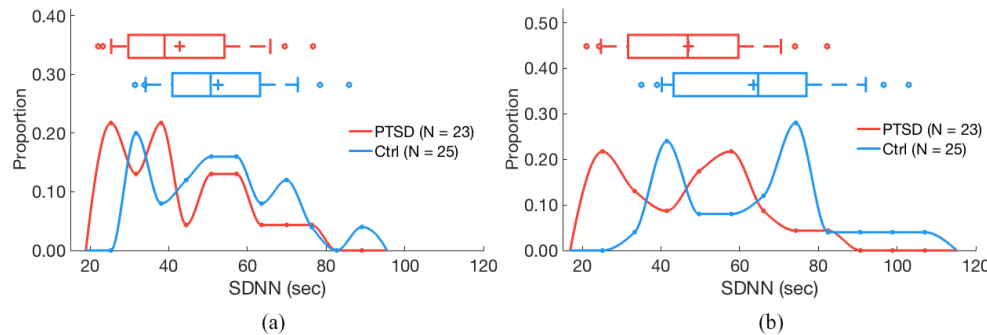 0.40
0.30
0.20
0.10
0.00
Proportion
PTSD (N = 23)
Ctrl (N = 25)
20 40 60 80 100 120
SDNN (sec)
(a)
0.50
0.40
0.30
0.20
0.10
0.00
Proportion
PTSD (N = 23)
Ctrl (N = 25)
20 40 60 80 100 120
SDNN (sec)
(b)